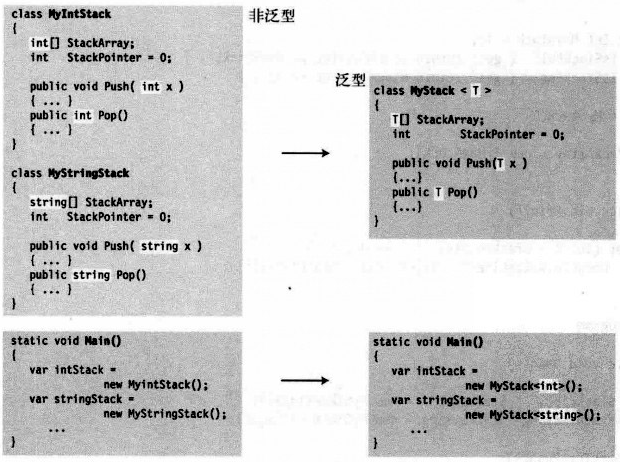 非泛型
class MyIntStack
{
int[] StackArray;
int StackPointer = 0;
public void Push( int x )
{ ... }
public int Pop()
{ ... }
}
class MyStringStack
{
string[] StackArray;
int StackPointer = 0;
public void Push( string x )
{ ... }
public string Pop()
{ ... }
}
泛型
class MyStack < T >
{
T[] StackArray;
int StackPointer = 0;
public void Push(T x )
{...}
public T Pop()
{...}
}
static void Main()
{
var intStack =
new MyintStack();
var stringStack =
new MyStringStack();
...
}
static void Main()
{
var intStack =
new MyStack<int>();
var stringStack =
new MyStack<string>();
...
}